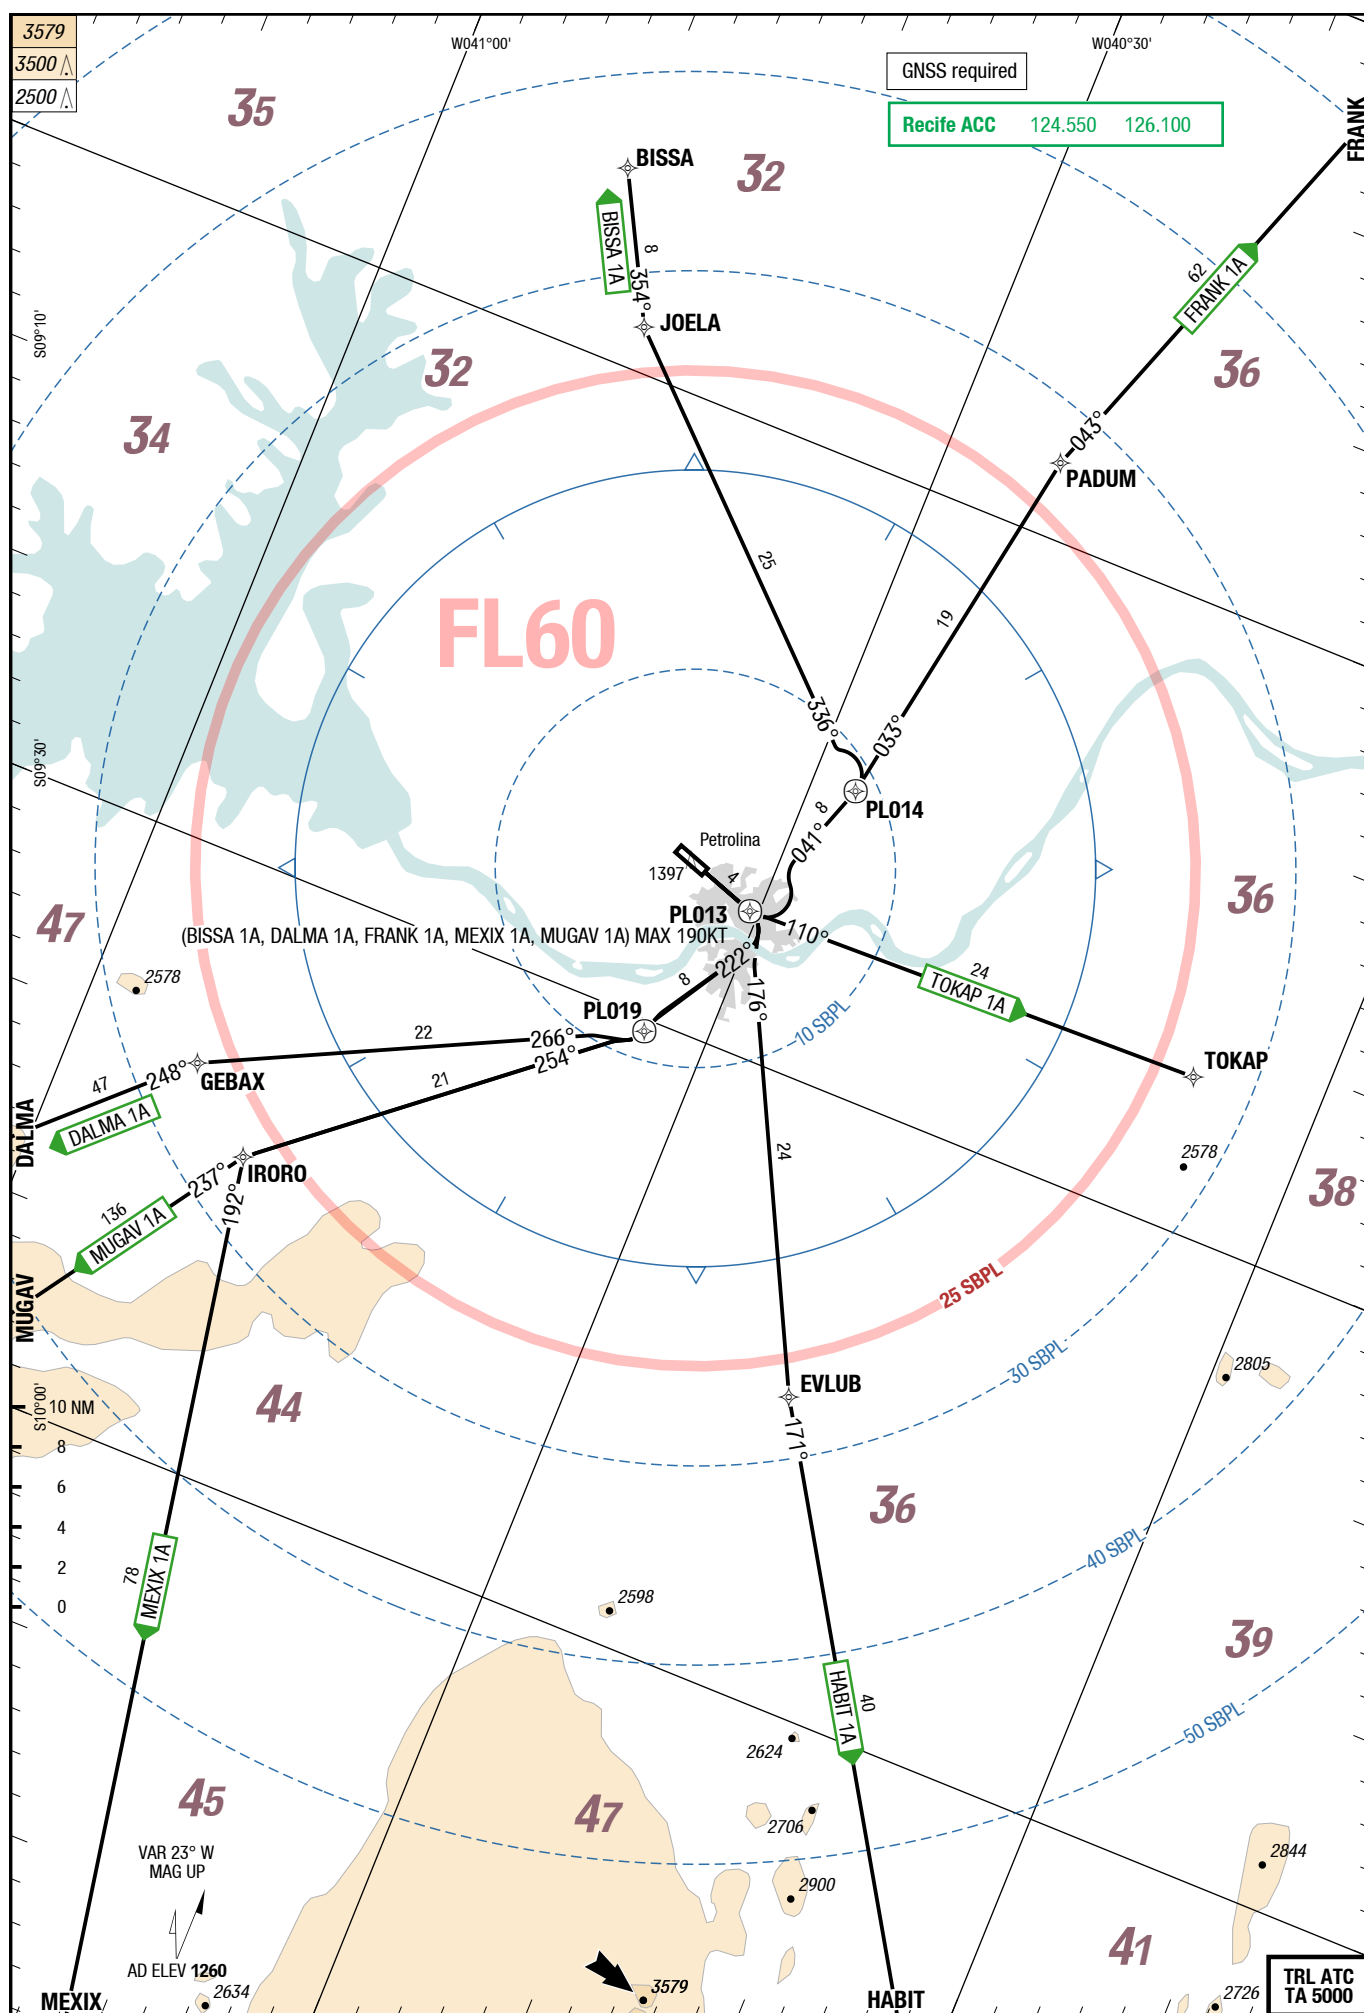 3579
3500
2500
W041°00'
W040°30'
GNSS required
Recife ACC 124.550 126.100
FRANK
35
32
BISSA
BISSA 1A
8
354°
JOELA
62
FRANK 1A
S09°10'
32
36
34
043°
PADUM
25
19
FL60
336°
033°
S09°30'
PL014
8
041°
Petrolina
1397
4
PL013
36
47
110°
(BISSA 1A, DALMA 1A, FRANK 1A, MEXIX 1A, MUGAV 1A) MAX 190KT
222°
8
24
TOKAP 1A
2578
176°
PL019
10 SBPL
22
266°
254°
TOKAP
248°
GEBAX
47
21
DALMA 1A
DALMA
24
2578
IRORO
237°
192°
38
136
MUGAV 1A
MUGAV
25 SBPL
30 SBPL
2805
EVLUB
44
S10°00'
10 NM
8
6
4
2
0
171°
36
40 SBPL
78
MEXIX 1A
2598
39
HABIT 1A
40
50 SBPL
2624
45
47
2706
VAR 23° W
MAG UP
2844
2900
41
AD ELEV 1260
2634
3579
MEXIX
HABIT
2726
TRL ATC
TA 5000